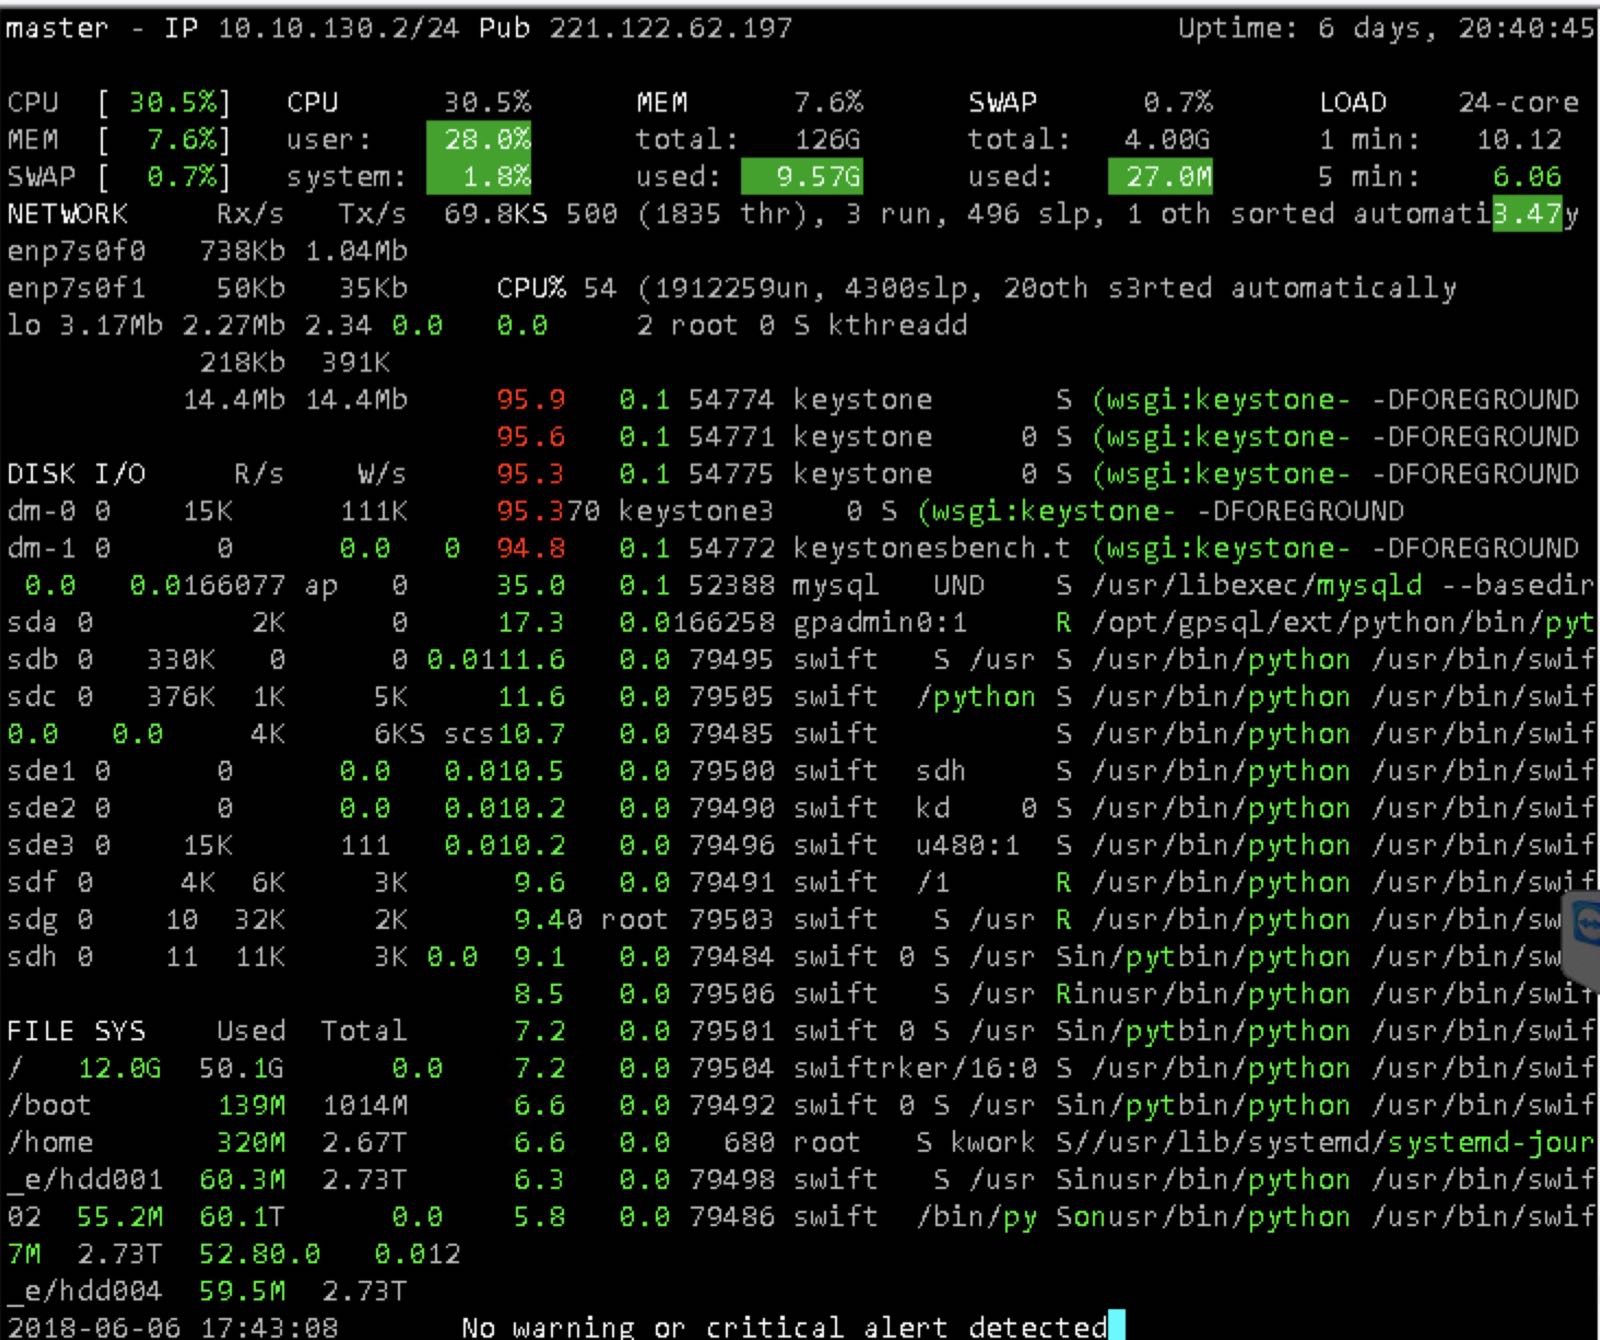 master - IP 10.10.130.2/24 Pub 221.122.62.197 Uptime: 6 days, 20:40:45
CPU [ 30.5%] CPU 30.5% MEM 7.6% SWAP 0.7% LOAD 24-core
MEM [ 7.6%] user: 28.0% total: 126G total: 4.00G 1 min: 10.12
SWAP [ 0.7%] system: 1.8% used: 9.57G used: 27.0M 5 min: 6.06
NETWORK Rx/s Tx/s 69.8KS 500 (1835 thr), 3 run, 496 slp, 1 oth sorted automati3.47y
enp7s0f0 738Kb 1.04Mb
enp7s0f1 50Kb 35Kb CPU% 54 (1912259un, 4300slp, 20oth s3rted automatically
lo 3.17Mb 2.27Mb 2.34 0.0 0.0 2 root 0 S kthreadd
218Kb 391K
14.4Mb 14.4Mb 95.9 0.1 54774 keystone S (wsgi:keystone- -DFOREGROUND
95.6 0.1 54771 keystone 0 S (wsgi:keystone- -DFOREGROUND
DISK I/O R/s W/s 95.3 0.1 54775 keystone 0 S (wsgi:keystone- -DFOREGROUND
dm-0 0 15K 111K 95.370 keystone3 0 S (wsgi:keystone- -DFOREGROUND
dm-1 0 0 0.0 0 94.8 0.1 54772 keystonesbench.t (wsgi:keystone- -DFOREGROUND
0.0 0.0166077 ap 0 35.0 0.1 52388 mysql UND S /usr/libexec/mysqld --basedir
sda 0 2K 0 17.3 0.0166258 gpadmin0:1 R /opt/gpsql/ext/python/bin/pyt
sdb 0 330K 0 0 0.0111.6 0.0 79495 swift S /usr S /usr/bin/python /usr/bin/swif
sdc 0 376K 1K 5K 11.6 0.0 79505 swift /python S /usr/bin/python /usr/bin/swif
0.0 0.0 4K 6KS scs10.7 0.0 79485 swift S /usr/bin/python /usr/bin/swif
sde1 0 0 0.0 0.010.5 0.0 79500 swift sdh S /usr/bin/python /usr/bin/swif
sde2 0 0 0.0 0.010.2 0.0 79490 swift kd 0 S /usr/bin/python /usr/bin/swif
sde3 0 15K 111 0.010.2 0.0 79496 swift u480:1 S /usr/bin/python /usr/bin/swif
sdf 0 4K 6K 3K 9.6 0.0 79491 swift /1 R /usr/bin/python /usr/bin/swif
sdg 0 10 32K 2K 9.40 root 79503 swift S /usr R /usr/bin/python /usr/bin/sw
sdh 0 11 11K 3K 0.0 9.1 0.0 79484 swift 0 S /usr Sin/pytbin/python /usr/bin/sw
8.5 0.0 79506 swift S /usr Rinusr/bin/python /usr/bin/swif
FILE SYS Used Total 7.2 0.0 79501 swift 0 S /usr Sin/pytbin/python /usr/bin/swif
/ 12.0G 50.1G 0.0 7.2 0.0 79504 swiftrker/16:0 S /usr/bin/python /usr/bin/swif
/boot 139M 1014M 6.6 0.0 79492 swift 0 S /usr Sin/pytbin/python /usr/bin/swif
/home 320M 2.67T 6.6 0.0 680 root S kwork S//usr/lib/systemd/systemd-jour
_e/hdd001 60.3M 2.73T 6.3 0.0 79498 swift S /usr Sinusr/bin/python /usr/bin/swif
02 55.2M 60.1T 0.0 5.8 0.0 79486 swift /bin/py Sonusr/bin/python /usr/bin/swif
7M 2.73T 52.80.0 0.012
_e/hdd004 59.5M 2.73T
2018-06-06 17:43:08 No warning or critical alert detected